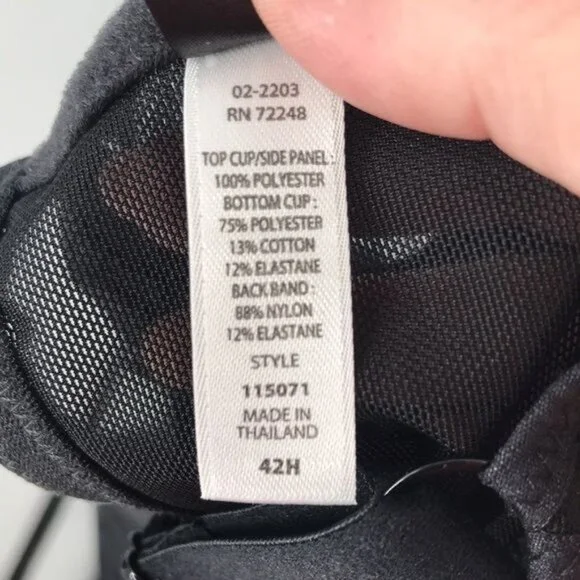 02-2203
RN 72248
TOP CUP/SIDE PANEL :
100% POLYESTER
BOTTOM CUP :
75% POLYESTER
13% COTTON
12% ELASTANE
BACK BAND :
88% NYLON
12% ELASTANE
STYLE
115071
MADE IN
THAILAND
42H